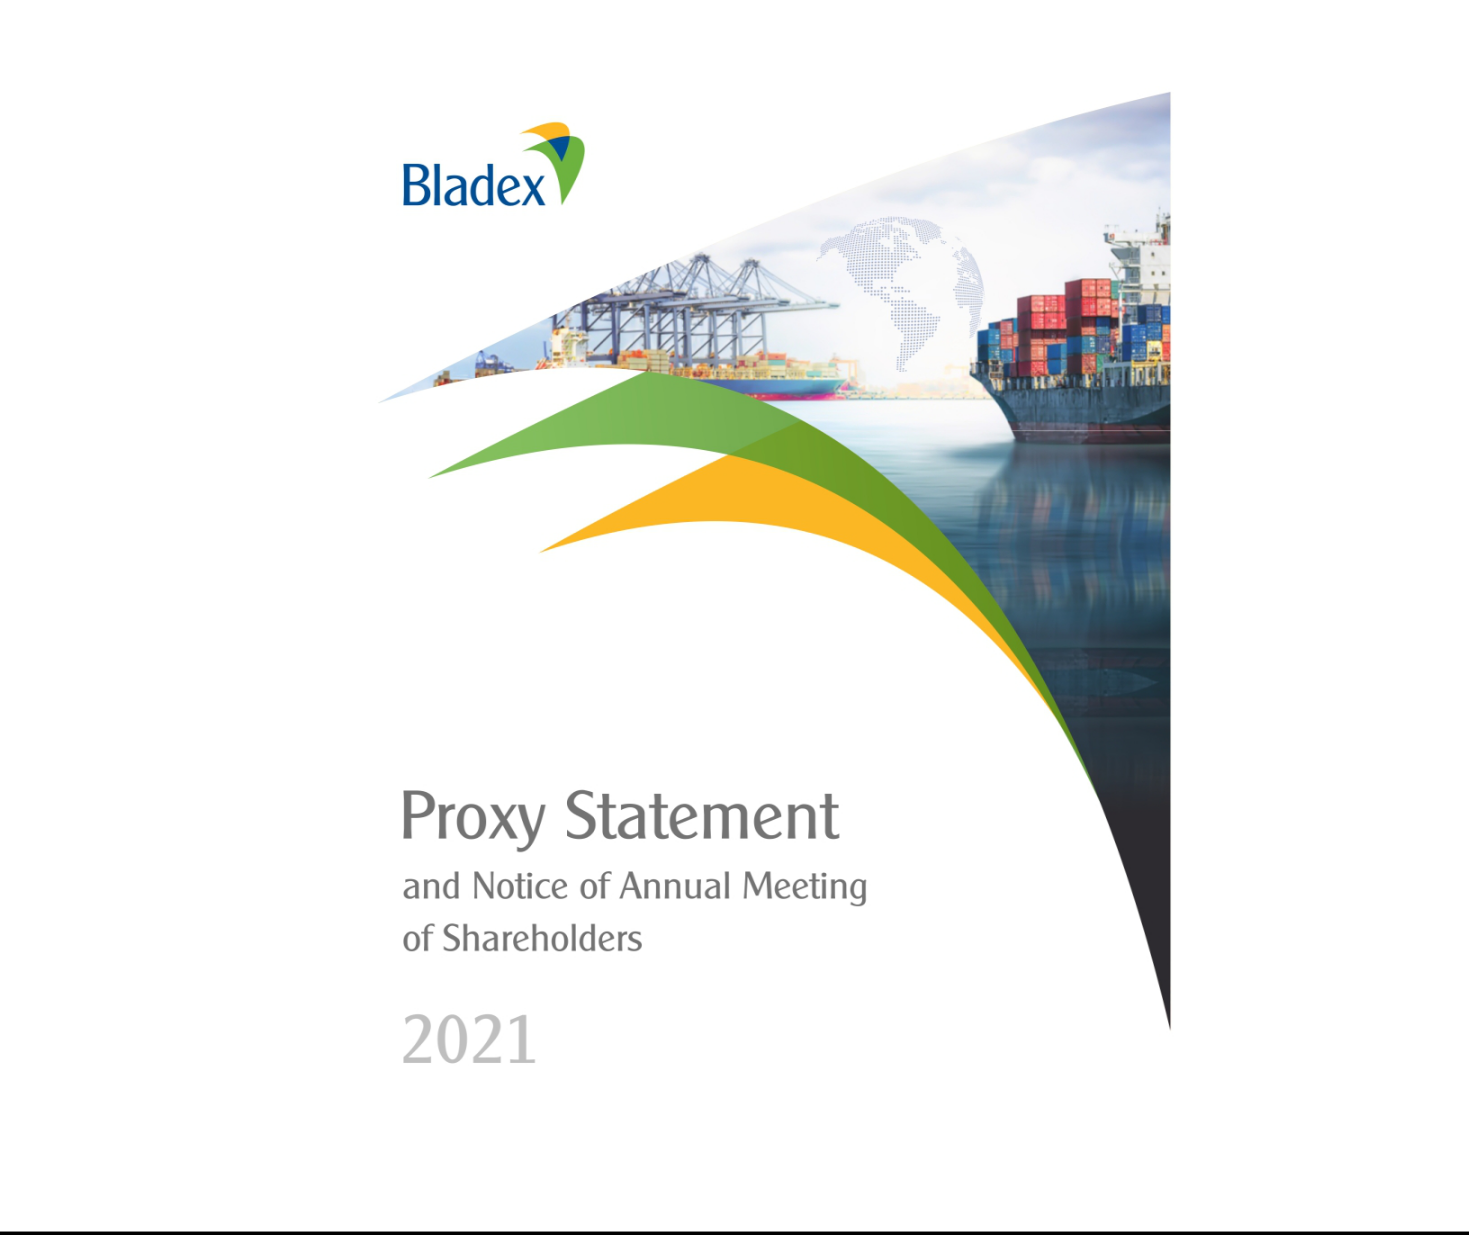 Bladex
Proxy Statement
and Notice of Annual Meeting
of Shareholders
2021